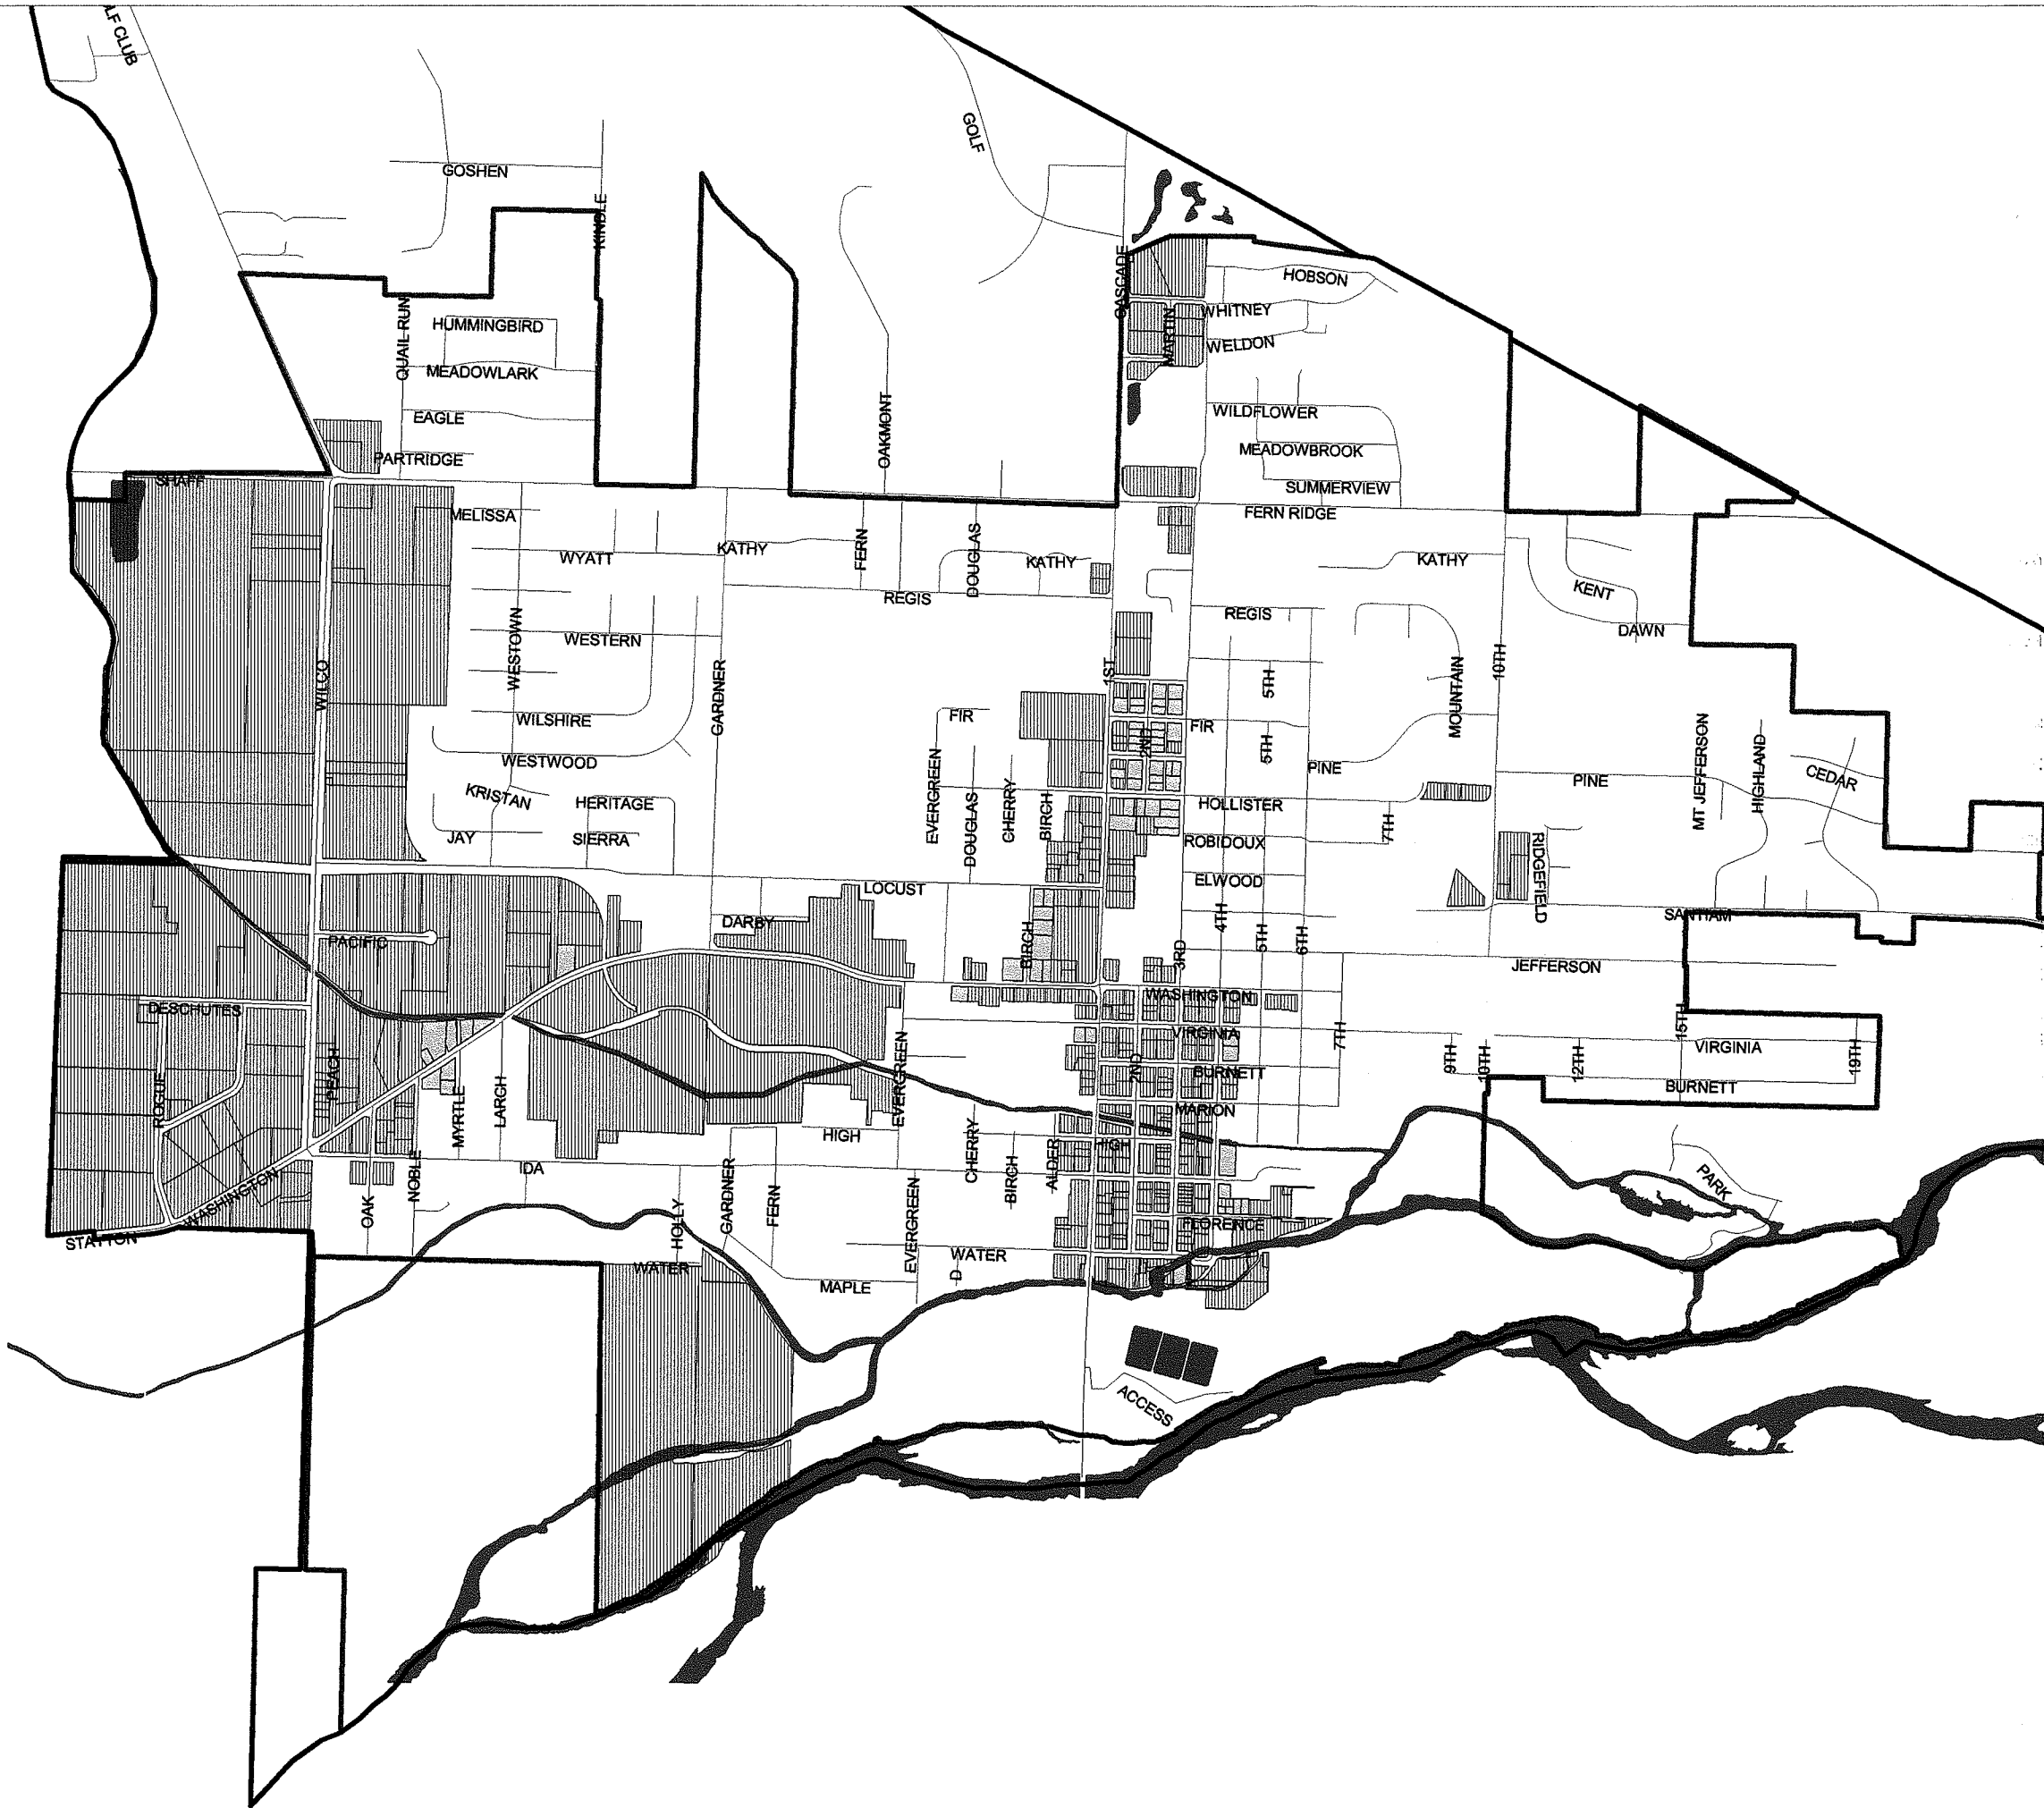 LF CLUB
GOLF
GOSHEN
KINDLE
CASCADE
HOBSON
QUAIL RUN
HUMMINGBIRD
MARTIN
WHITNEY
WELDON
MEADOWLARK
EAGLE
OAKMONT
WILDFLOWER
PARTRIDGE
MEADOWBROOK
SHAFF
SUMMERVIEW
MELISSA
FERN RIDGE
WYATT
KATHY
FERN
DOUGLAS
KATHY
KATHY
KENT
REGIS
REGIS
WESTOWN
WESTERN
DAWN
WILCO
GARDNER
1ST
5TH
MOUNTAIN
10TH
WILSHIRE
FIR
2ND
FIR
5TH
MT JEFFERSON
HIGHLAND
WESTWOOD
PINE
PINE
CEDAR
KRISTAN
HERITAGE
EVERGREEN
DOUGLAS
CHERRY
BIRCH
HOLLISTER
7TH
JAY
SIERRA
ROBIDOUX
RIDGEFIELD
LOCUST
ELWOOD
DARBY
4TH
SANTIAM
PACIFIC
BIRCH
3RD
5TH
6TH
JEFFERSON
DESCHUTES
WASHINGTON
15TH
VIRGINIA
7TH
VIRGINIA
ROGUE
PEACH
MYRTLE
LARCH
EVERGREEN
2ND
BURNETT
9TH
10TH
12TH
BURNETT
19TH
MARION
HIGH
HIGH
WASHINGTON
OAK
NOBLE
IDA
GARDNER
FERN
CHERRY
BIRCH
ALDER
PARK
STAYTON
HOLLY
EVERGREEN
FLORENCE
WATER
WATER
D
MAPLE
ACCESS